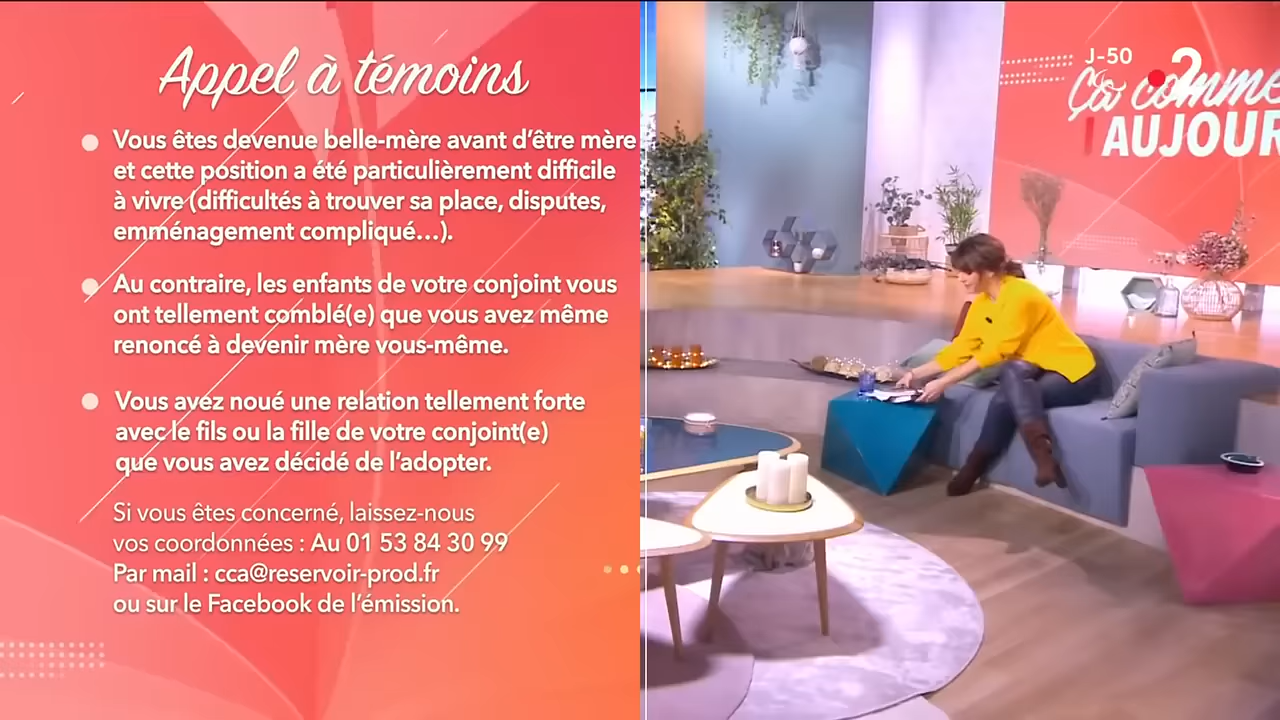 Appel à témoins
Vous êtes devenue belle-mère avant d'être mère
et cette position a été particulièrement difficile
à vivre (difficultés à trouver sa place, disputes,
emménagement compliqué...).
Au contraire, les enfants de votre conjoint vous
ont tellement comblé(e) que vous avez même
renoncé à devenir mère vous-même.
Vous avez noué une relation tellement forte
avec le fils ou la fille de votre conjoint(e)
que vous avez décidé de l'adopter.
Si vous êtes concerné, laissez-nous
vos coordonnées : Au 01 53 84 30 99
Par mail : cca@reservoir-prod.fr
ou sur le Facebook de l'émission.
J-50
2
Ça comme
AUJOUR